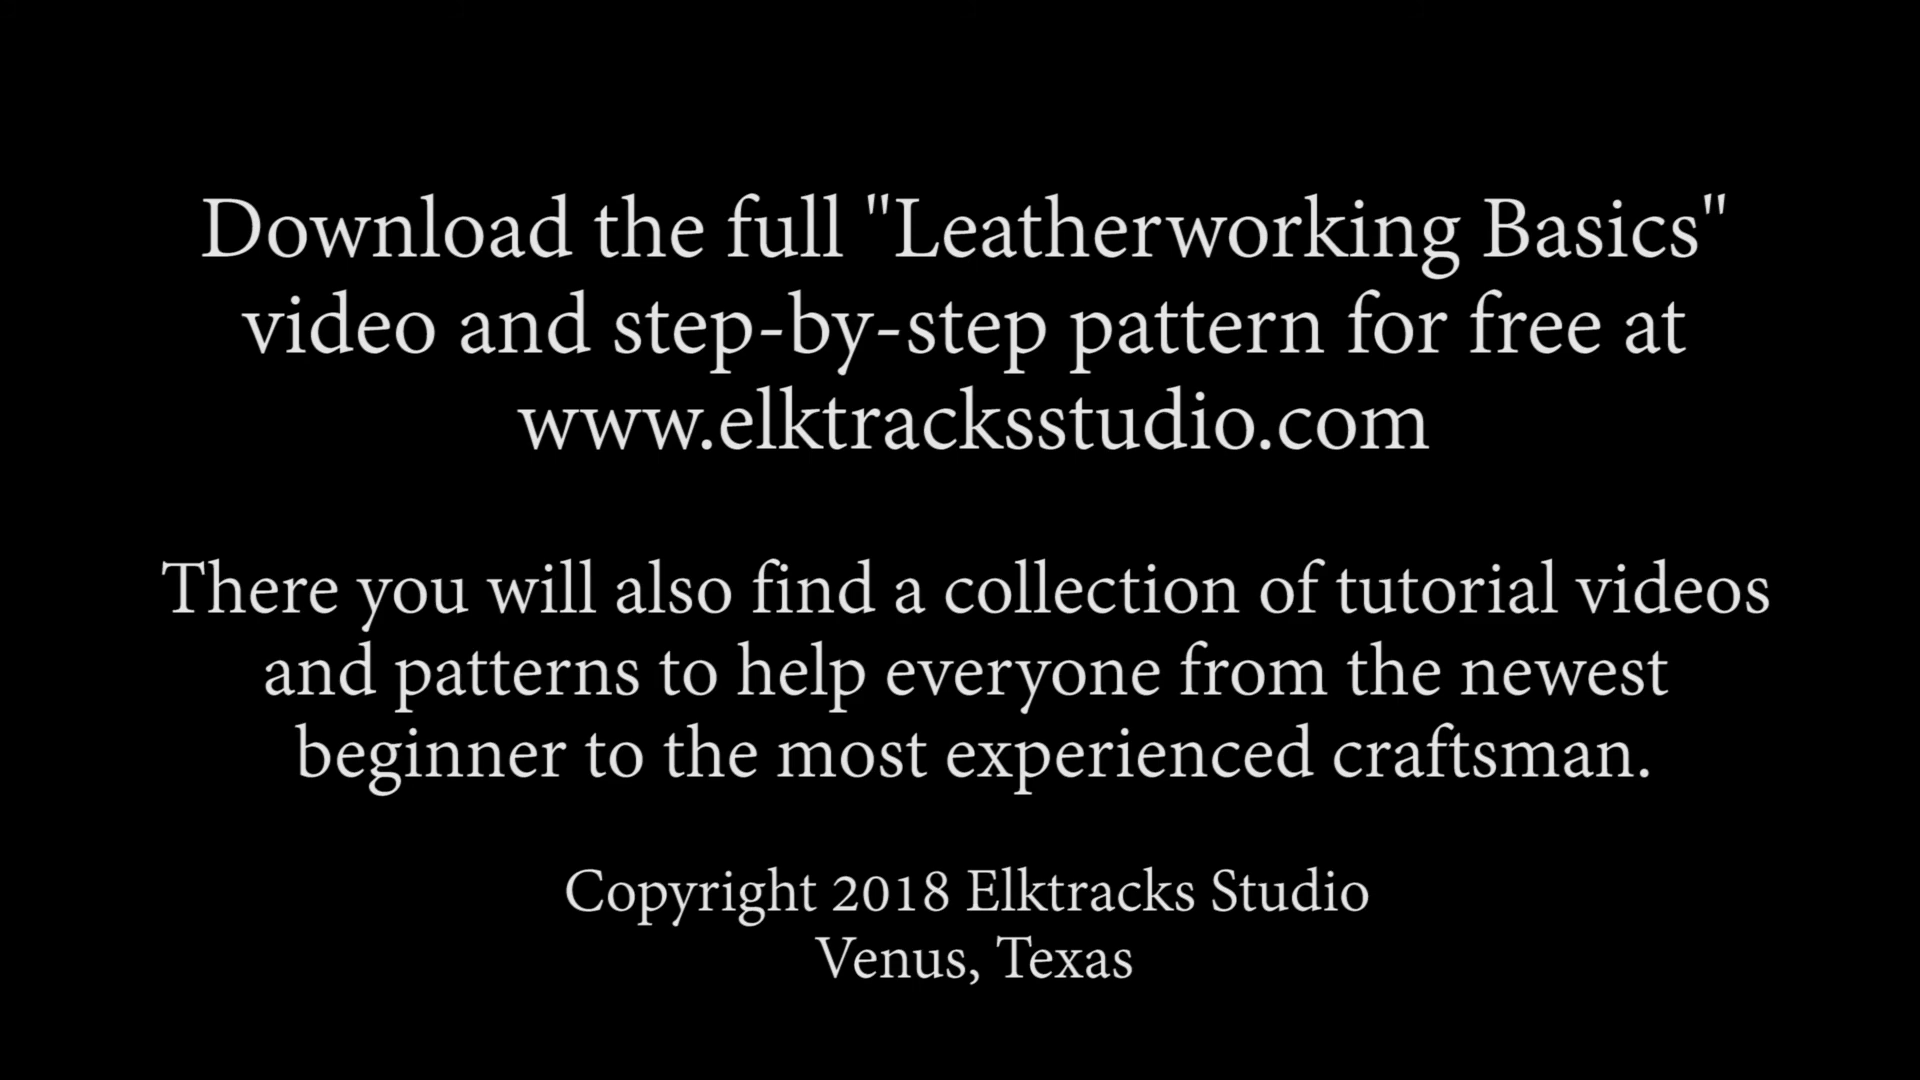 Download the full "Leatherworking Basics"
video and step-by-step pattern for free at
www.elktracksstudio.com
There you will also find a collection of tutorial videos
and patterns to help everyone from the newest
beginner to the most experienced craftsman.
Copyright 2018 Elktracks Studio
Venus, Texas